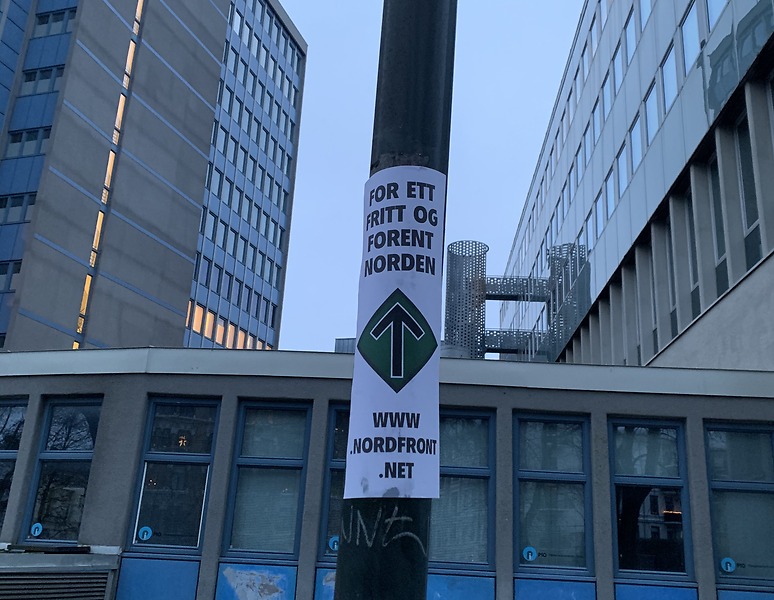 FOR ETT
FRITT OG
FORENT
NORDEN
WWW
.NORDFRONT
.NET